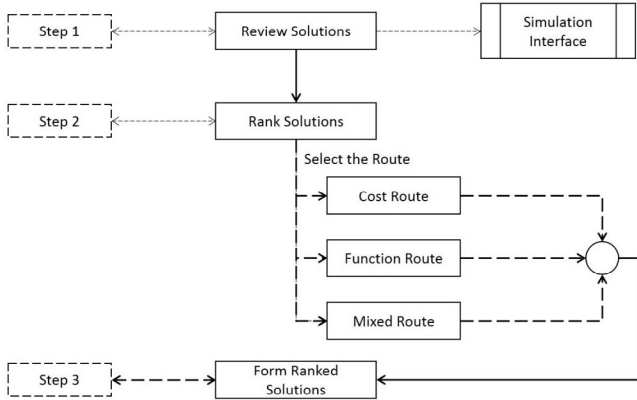 Step 1
Review Solutions
Simulation
Interface
Step 2
Rank Solutions
Select the Route
Cost Route
Function Route
Mixed Route
Step 3
Form Ranked
Solutions